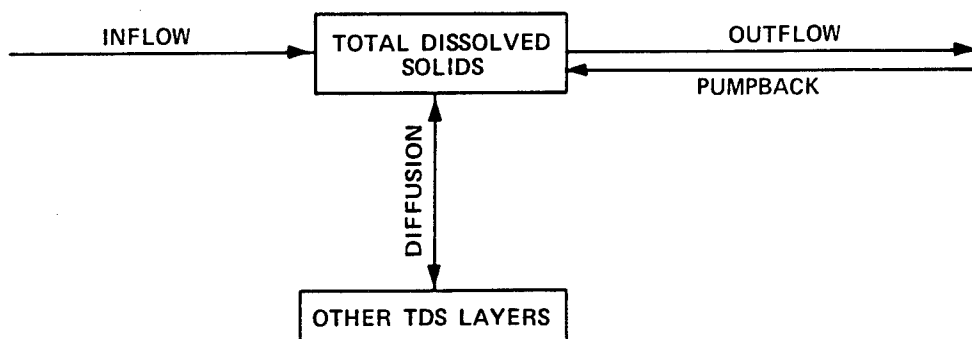 INFLOW
TOTAL DISSOLVED
SOLIDS
OUTFLOW
PUMPBACK
DIFFUSION
OTHER TDS LAYERS